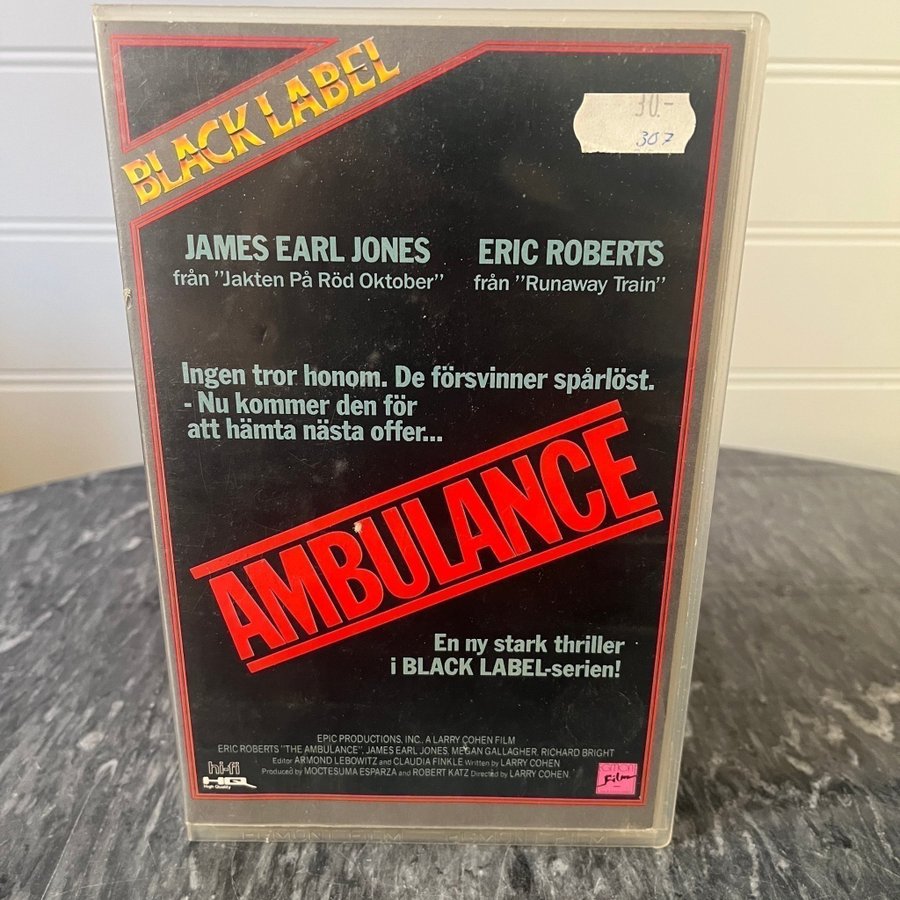 BLACK LABEL
30.-
307
JAMES EARL JONES
från "Jakten På Röd Oktober"
ERIC ROBERTS
från "Runaway Train"
Ingen tror honom. De försvinner spårlöst.
- Nu kommer den för
att hämta nästa offer...
AMBULANCE
En ny stark thriller
i BLACK LABEL-serien!
EPIC PRODUCTIONS, INC., A LARRY COHEN FILM
ERIC ROBERTS "THE AMBULANCE", JAMES EARL JONES, MEGAN GALLAGHER, RICHARD BRIGHT
Editor ARMOND LEBOWITZ and CLAUDIA FINKLE Written by LARRY COHEN
Produced by MOCTESUMA ESPARZA and ROBERT KATZ Directed by LARRY COHEN
hi-fi
HQ
High Quality
film